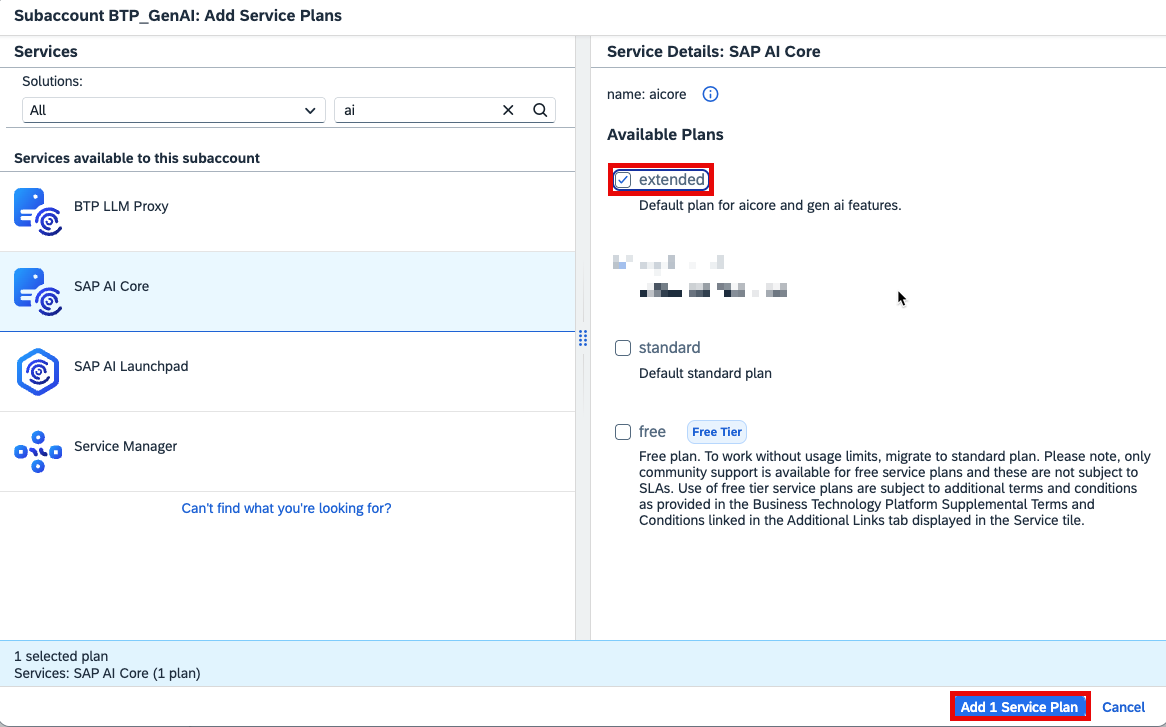 Subaccount BTP_GenAI: Add Service Plans
Services
Solutions:
All
ai
Services available to this subaccount
BTP LLM Proxy
SAP AI Core
SAP AI Launchpad
Service Manager
Can't find what you're looking for?
Service Details: SAP AI Core
name: aicore
Available Plans
extended
Default plan for aicore and gen ai features.
standard
Default standard plan
free Free Tier
Free plan. To work without usage limits, migrate to standard plan. Please note, only
community support is available for free service plans and these are not subject to
SLAs. Use of free tier service plans are subject to additional terms and conditions
as provided in the Business Technology Platform Supplemental Terms and
Conditions linked in the Additional Links tab displayed in the Service tile.
1 selected plan
Services: SAP AI Core (1 plan)
Add 1 Service Plan Cancel